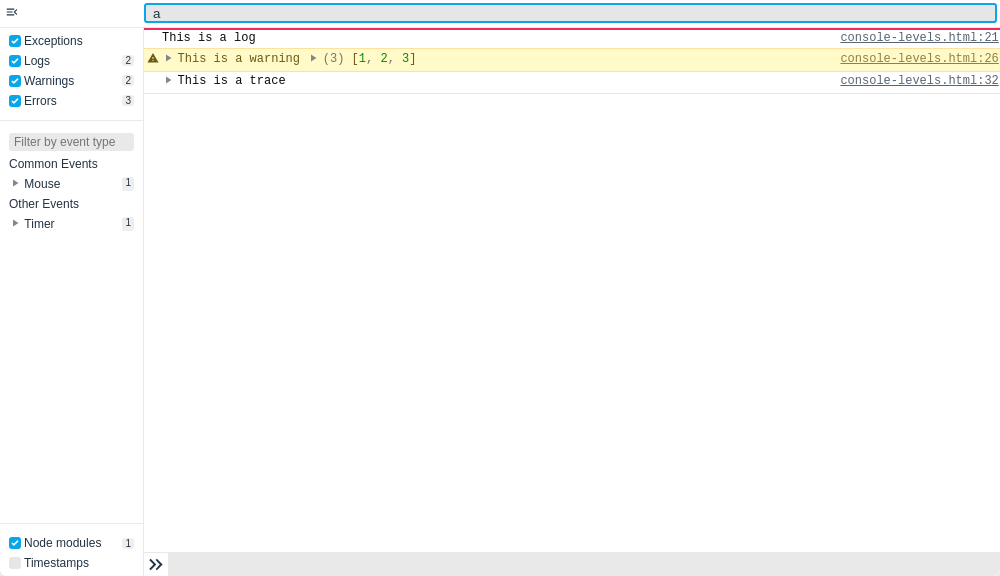 a
Exceptions
Logs 2
Warnings 2
Errors 3
Filter by event type
Common Events
Mouse 1
Other Events
Timer 1
Node modules 1
Timestamps
This is a log console-levels.html:21
This is a warning (3) [1, 2, 3] console-levels.html:26
This is a trace console-levels.html:32